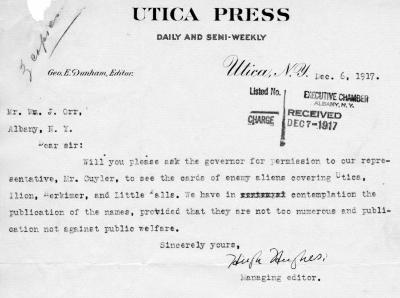 UTICA PRESS
DAILY AND SEMI-WEEKLY
Geo. E. Dunham, Editor.
Utica, N.Y. Dec. 6, 1917.
Listed No.
CHARGE
EXECUTIVE CHAMBER
ALBANY, N. Y.
RECEIVED
DEC 7-1917
Mr. Wm. J. Orr,
Albany, N. Y.
Dear sir:
Will you please ask the governor for permission to our repre-
sentative, Mr. Cuyler, to see the cards of enemy aliens covering Utica,
Ilion, Herkimer, and Little Falls. We have in contemplation the
publication of the names, provided that they are not too numerous and publi-
cation not against public welfare.
Sincerely yours,
Hugh Hughes.
Managing editor.